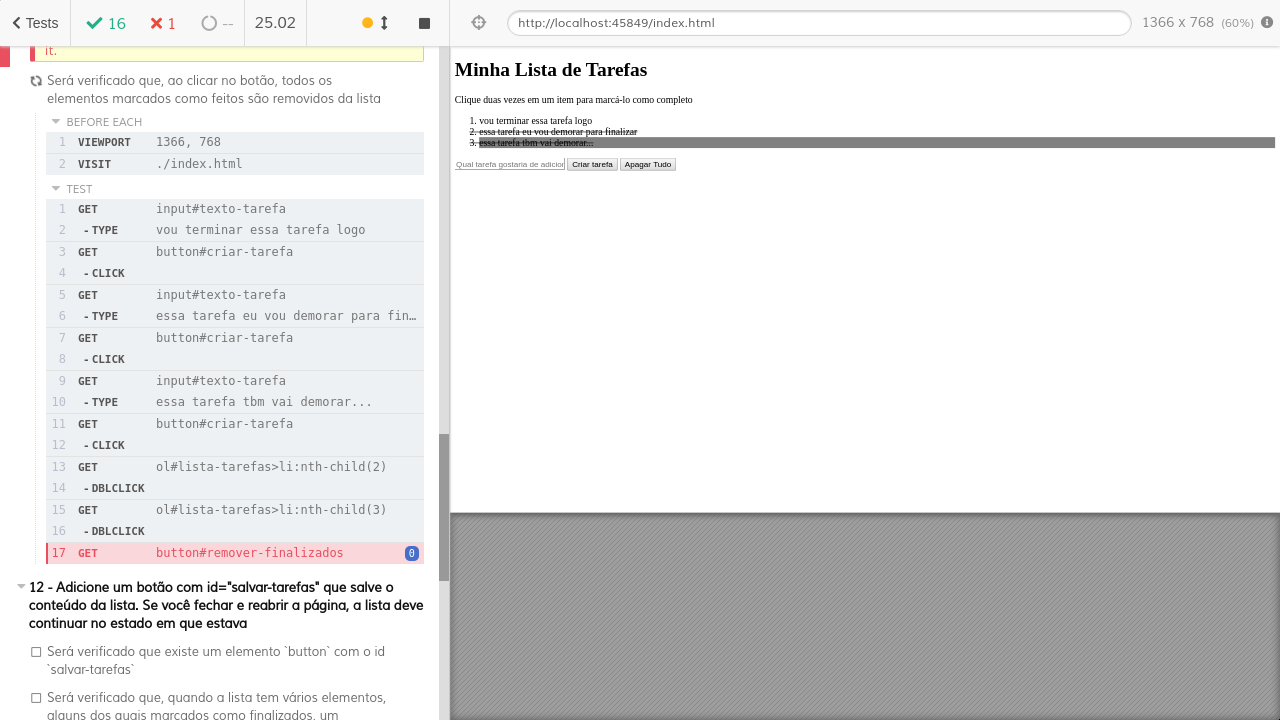 Tests
16
1
--
25.02
http://localhost:45849/index.html
1366 x 768 (60%)
it.
Será verificado que, ao clicar no botão, todos os
elementos marcados como feitos são removidos da lista
BEFORE EACH
1 VIEWPORT 1366, 768
2 VISIT ./index.html
TEST
1 GET input#texto-tarefa
2 -TYPE vou terminar essa tarefa logo
3 GET button#criar-tarefa
4 -CLICK
5 GET input#texto-tarefa
6 -TYPE essa tarefa eu vou demorar para fin…
7 GET button#criar-tarefa
8 -CLICK
9 GET input#texto-tarefa
10 -TYPE essa tarefa tbm vai demorar...
11 GET button#criar-tarefa
12 -CLICK
13 GET ol#lista-tarefas>li:nth-child(2)
14 -DBLCLICK
15 GET ol#lista-tarefas>li:nth-child(3)
16 -DBLCLICK
17 GET button#remover-finalizados 0
12 - Adicione um botão com id="salvar-tarefas" que salve o
conteúdo da lista. Se você fechar e reabrir a página, a lista deve
continuar no estado em que estava
Será verificado que existe um elemento `button` com o id
`salvar-tarefas`
Será verificado que, quando a lista tem vários elementos,
alguns dos quais marcados como finalizados, um
Minha Lista de Tarefas
Clique duas vezes em um item para marcá-lo como completo
1. vou terminar essa tarefa logo
2. essa tarefa eu vou demorar para finalizar
3. essa tarefa tbm vai demorar...
Qual tarefa gostaria de adicior
Criar tarefa
Apagar Tudo